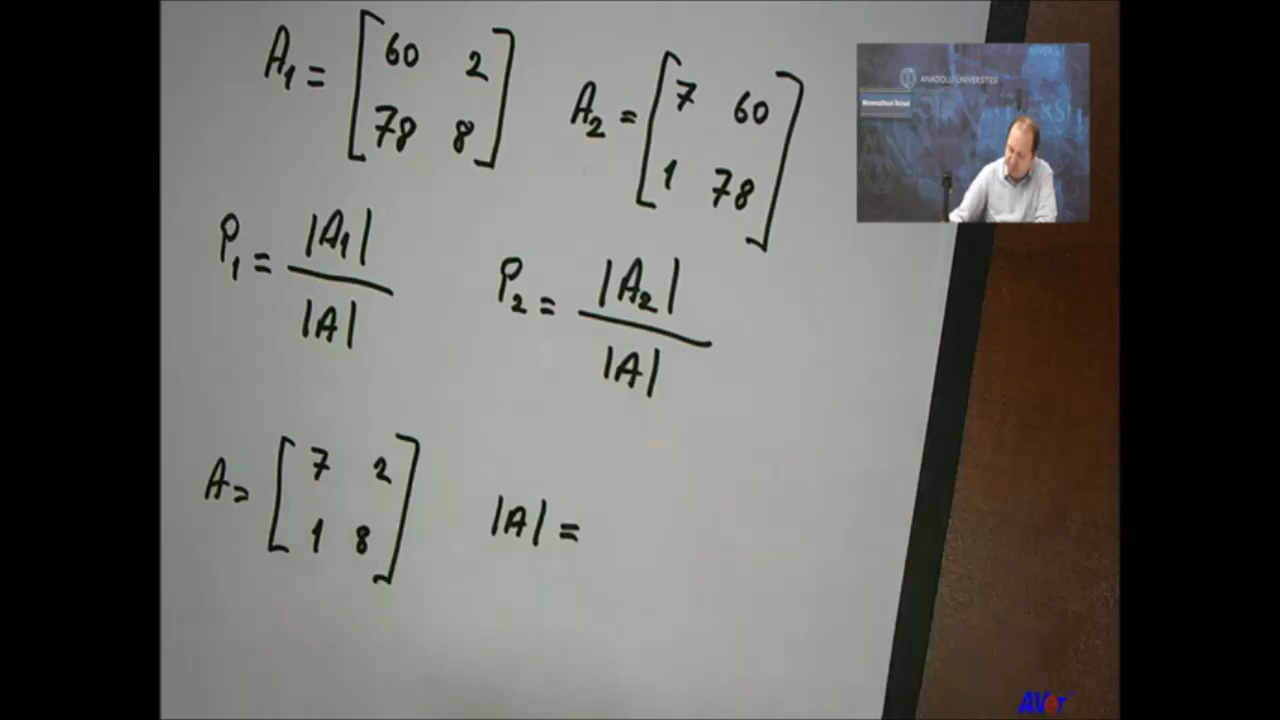 A₁ = [60 2
78 8]
A₂ = [7 60
1 78]
P₁ = |A₁| / |A|
P₂ = |A₂| / |A|
A = [7 2
1 8]
|A| =
ANADOLU ÜNİVERSİTESİ
AVer